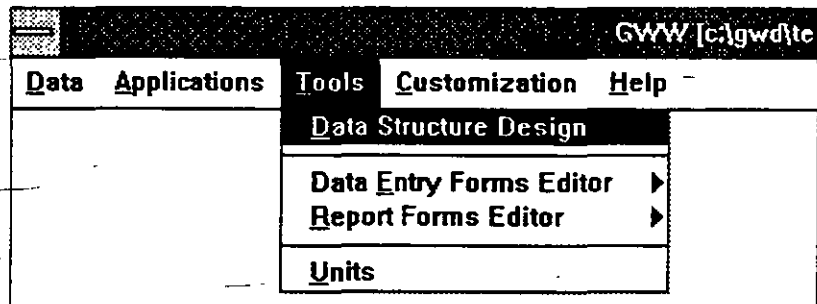 GWW [c:\gwd\te
Data Applications Tools Customization Help
Data Structure Design
Data Entry Forms Editor
Report Forms Editor
Units